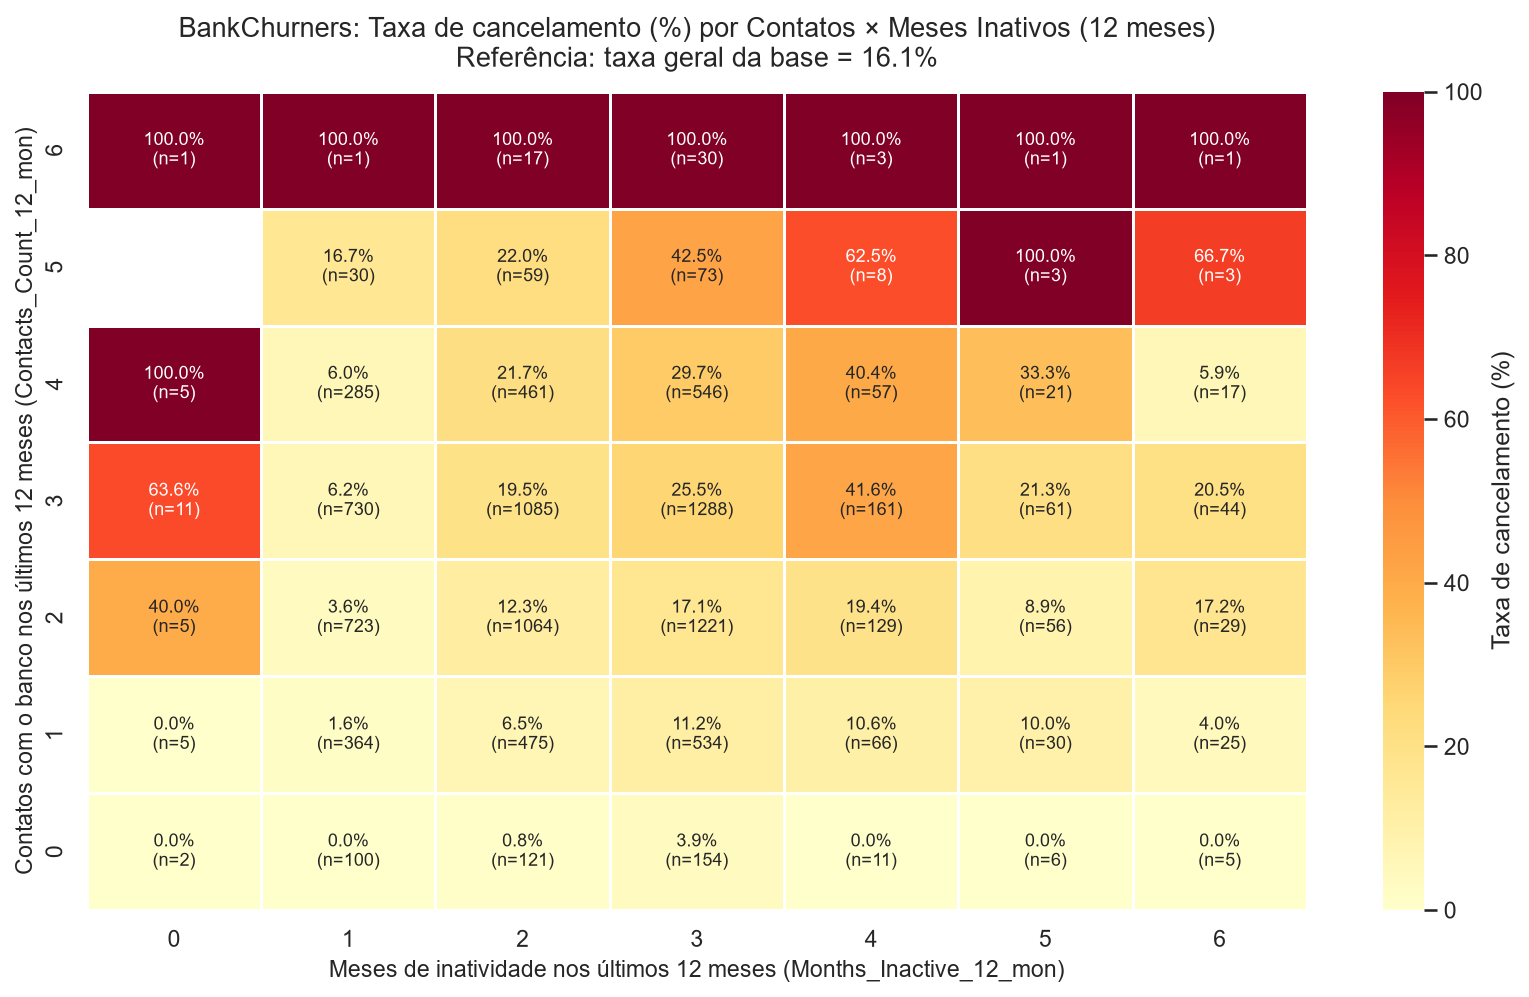 BankChurners: Taxa de cancelamento (%) por Contatos × Meses Inativos (12 meses)
Referência: taxa geral da base = 16.1%
Contatos com o banco nos últimos 12 meses (Contacts_Count_12_mon)
6
100.0% 100.0% 100.0% 100.0% 100.0% 100.0% 100.0%
(n=1) (n=1) (n=17) (n=30) (n=3) (n=1) (n=1)
5
16.7% 22.0% 42.5% 62.5% 100.0% 66.7%
(n=30) (n=59) (n=73) (n=8) (n=3) (n=3)
4
100.0% 6.0% 21.7% 29.7% 40.4% 33.3% 5.9%
(n=5) (n=285) (n=461) (n=546) (n=57) (n=21) (n=17)
3
63.6% 6.2% 19.5% 25.5% 41.6% 21.3% 20.5%
(n=11) (n=730) (n=1085) (n=1288) (n=161) (n=61) (n=44)
2
40.0% 3.6% 12.3% 17.1% 19.4% 8.9% 17.2%
(n=5) (n=723) (n=1064) (n=1221) (n=129) (n=56) (n=29)
1
0.0% 1.6% 6.5% 11.2% 10.6% 10.0% 4.0%
(n=5) (n=364) (n=475) (n=534) (n=66) (n=30) (n=25)
0
0.0% 0.0% 0.8% 3.9% 0.0% 0.0% 0.0%
(n=2) (n=100) (n=121) (n=154) (n=11) (n=6) (n=5)
0 1 2 3 4 5 6
Meses de inatividade nos últimos 12 meses (Months_Inactive_12_mon)
100
80
60
40
20
0
Taxa de cancelamento (%)